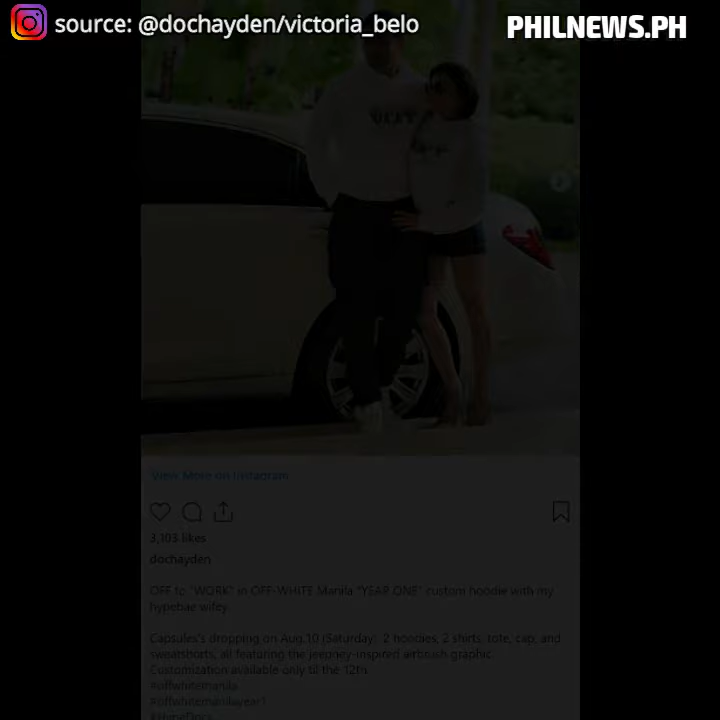 source: @dochayden/victoria_belo
PHILNEWS.PH
View More on Instagram
3,103 likes
dochayden
OFF to "WORK" in OFF-WHITE Manila "YEAR ONE" custom hoodie with my
hypebae wifey.
Capsules's dropping on Aug.10 (Saturday). 2 hoodies, 2 shirts, tote, cap, and
sweatshorts, all featuring the jeepney-inspired airbrush graphic.
Customization available only til the 12th
#offwhitemanila
#offwhitemanilayear1